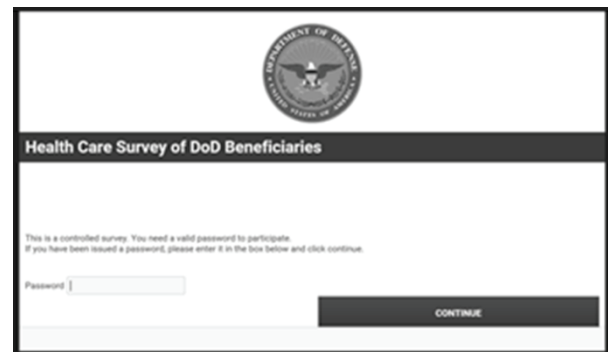 DEPARTMENT OF DEFENSE
UNITED STATES OF AMERICA
Health Care Survey of DoD Beneficiaries
This is a controlled survey. You need a valid password to participate.
If you have been issued a password, please enter it in the box below and click continue.
Password
CONTINUE